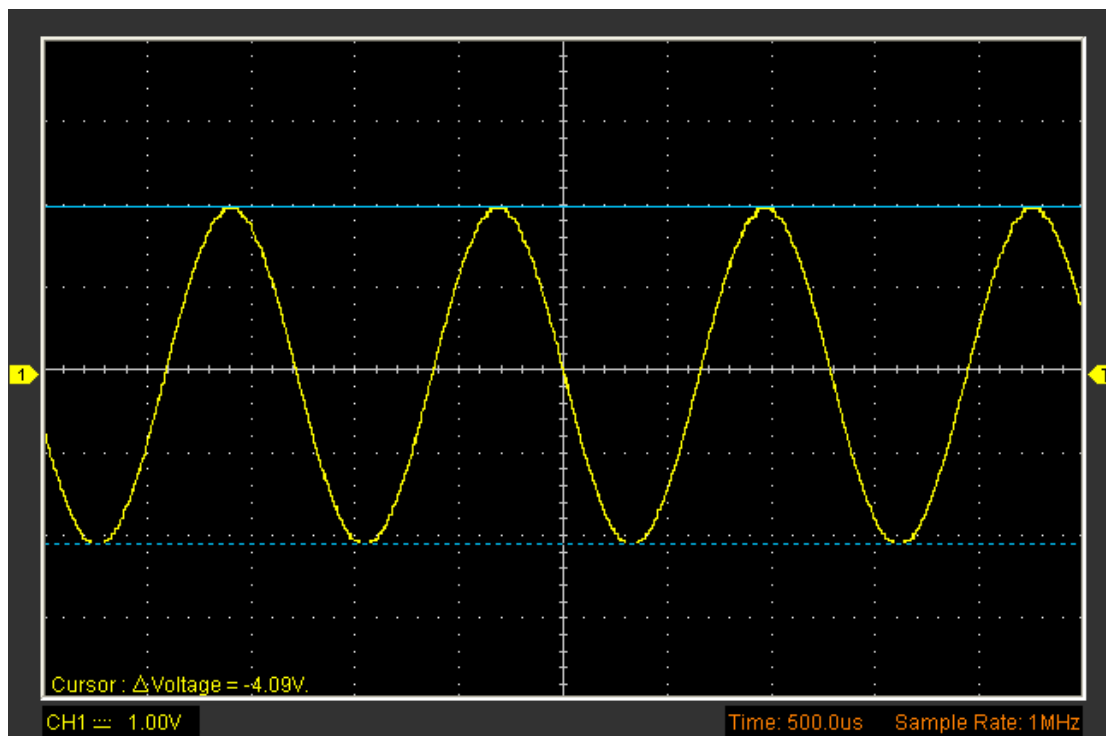 1
T
Cursor : △Voltage = -4.09V.
CH1 ⎓ 1.00V
Time: 500.0us Sample Rate: 1MHz